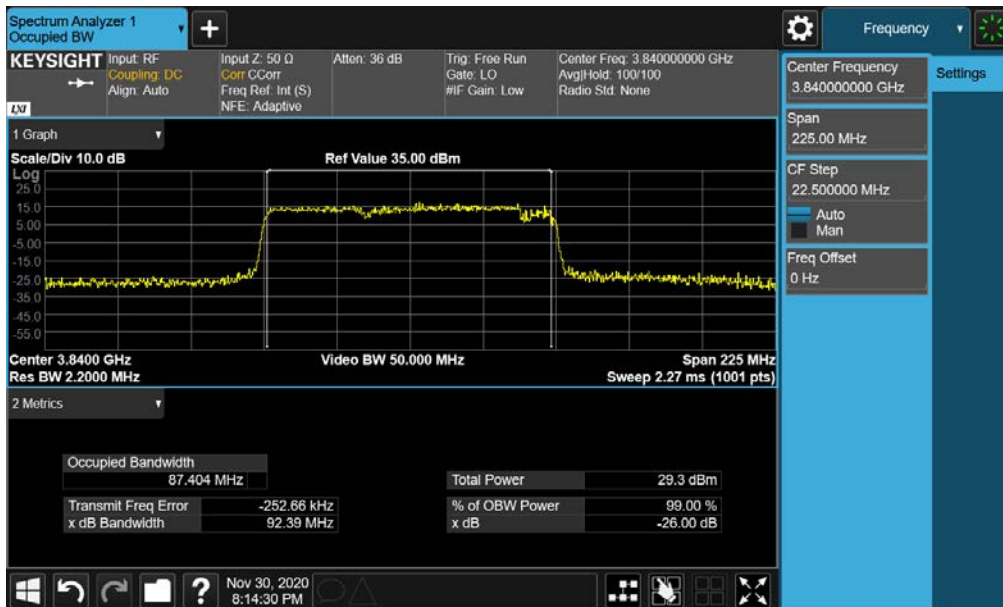 Spectrum Analyzer 1
Occupied BW
Frequency
KEYSIGHT
LXI
Input: RF
Coupling: DC
Align: Auto
Input Z: 50 Ω
Corr CCorr
Freq Ref: Int (S)
NFE: Adaptive
Atten: 36 dB
Trig: Free Run
Gate: LO
#IF Gain: Low
Center Freq: 3.840000000 GHz
Avg|Hold: 100/100
Radio Std: None
Center Frequency
3.840000000 GHz
Settings
Span
225.00 MHz
CF Step
22.500000 MHz
Auto
Man
Freq Offset
0 Hz
1 Graph
Scale/Div 10.0 dB
Ref Value 35.00 dBm
Log
25.0
15.0
5.00
-5.00
-15.0
-25.0
-35.0
-45.0
-55.0
Center 3.8400 GHz
Video BW 50.000 MHz
Span 225 MHz
Res BW 2.2000 MHz
Sweep 2.27 ms (1001 pts)
2 Metrics
Occupied Bandwidth
87.404 MHz
Total Power 29.3 dBm
Transmit Freq Error -252.66 kHz
% of OBW Power 99.00 %
x dB Bandwidth 92.39 MHz
x dB -26.00 dB
?
Nov 30, 2020
8:14:30 PM